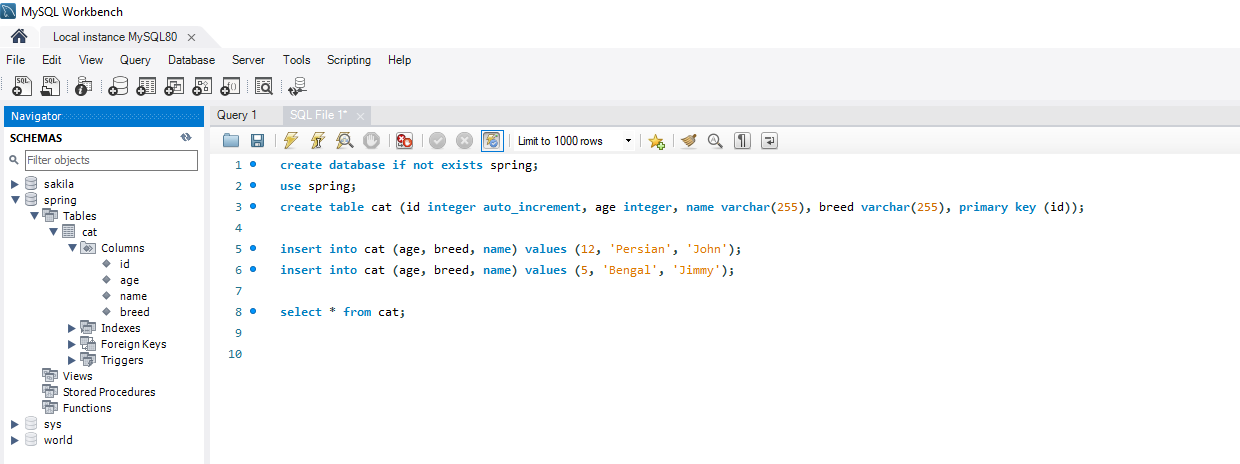 MySQL Workbench
Local instance MySQL80
File Edit View Query Database Server Tools Scripting Help
Navigator
SCHEMAS
Filter objects
sakila
spring
Tables
cat
Columns
id
age
name
breed
Indexes
Foreign Keys
Triggers
Views
Stored Procedures
Functions
sys
world
Query 1 SQL File 1*
Limit to 1000 rows
1 create database if not exists spring;
2 use spring;
3 create table cat (id integer auto_increment, age integer, name varchar(255), breed varchar(255), primary key (id));
4
5 insert into cat (age, breed, name) values (12, 'Persian', 'John');
6 insert into cat (age, breed, name) values (5, 'Bengal', 'Jimmy');
7
8 select * from cat;
9
10